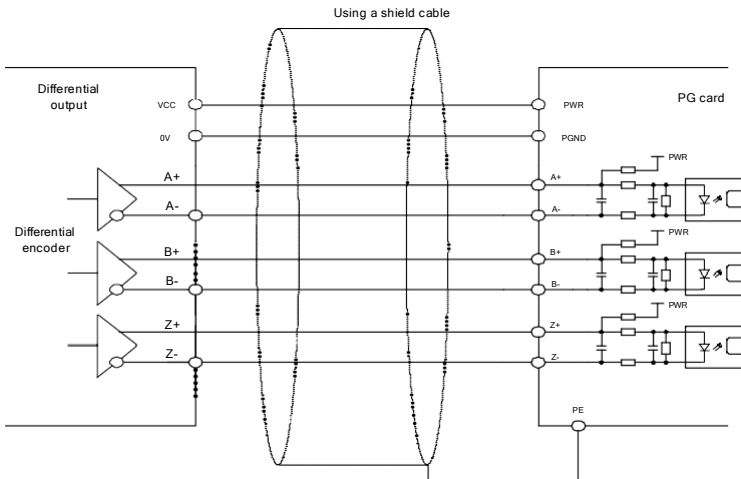 Using a shield cable
Differential
output
PG card
VCC
PWR
0V
PGND
PWR
A+
A+
A-
A-
PWR
Differential
encoder
B+
B+
B-
B-
PWR
Z+
Z+
Z-
Z-
PE